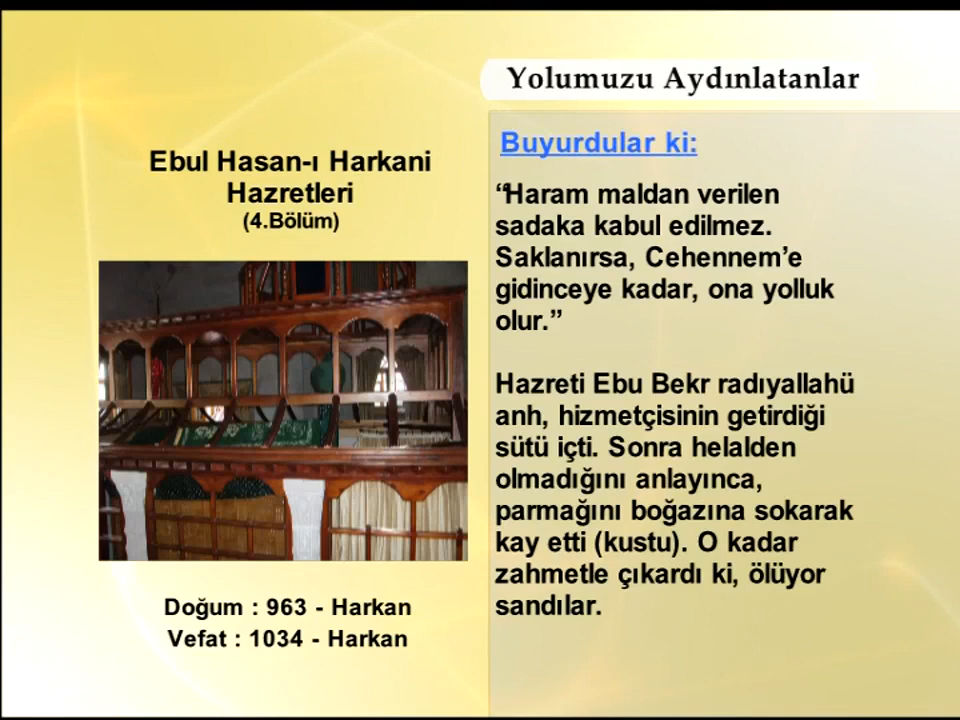 Yolumuzu Aydınlatanlar
Ebul Hasan-ı Harkani
Hazretleri
(4.Bölüm)
Doğum : 963 - Harkan
Vefat : 1034 - Harkan
Buyurdular ki:
“Haram maldan verilen
sadaka kabul edilmez.
Saklanırsa, Cehennem’e
gidinceye kadar, ona yolluk
olur.”
Hazreti Ebu Bekr radıyallahü
anh, hizmetçisinin getirdiği
sütü içti. Sonra helalden
olmadığını anlayınca,
parmağını boğazına sokarak
kay etti (kustu). O kadar
zahmetle çıkardı ki, ölüyor
sandılar.